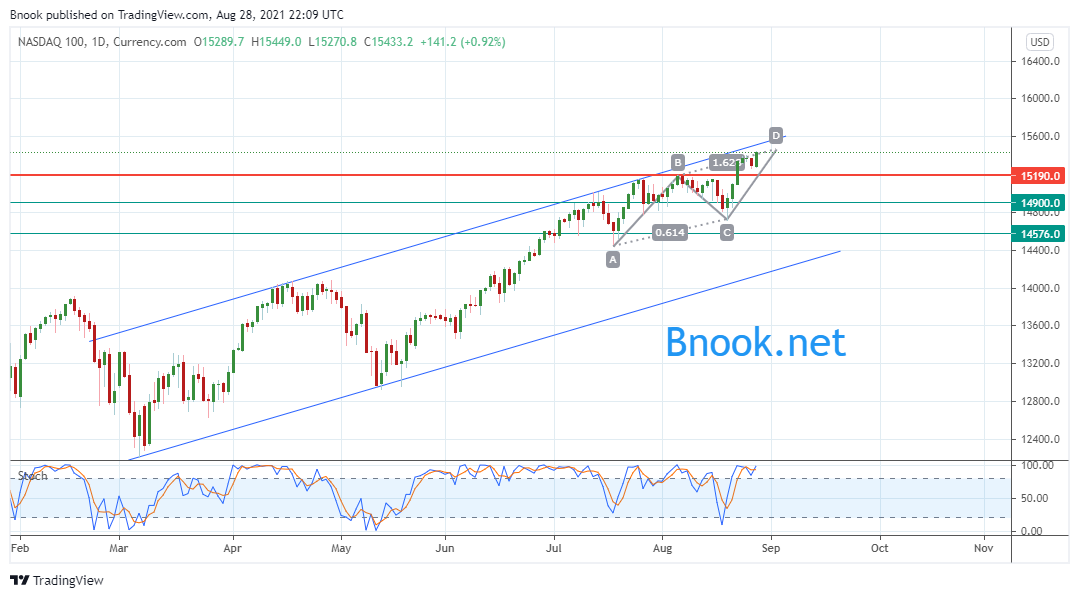 Bnook published on TradingView.com, Aug 28, 2021 22:09 UTC
NASDAQ 100, 1D, Currency.com O15289.7 H15449.0 L15270.8 C15433.2 +141.2 (+0.92%)
USD
16400.0
16000.0
15600.0
15190.0
14900.0
14800.0
14576.0
14400.0
14000.0
13600.0
13200.0
12800.0
12400.0
D
B
1.62
0.614
C
A
Bnook.net
Stoch
100.00
50.00
0.00
Feb Mar Apr May Jun Jul Aug Sep Oct Nov
TradingView